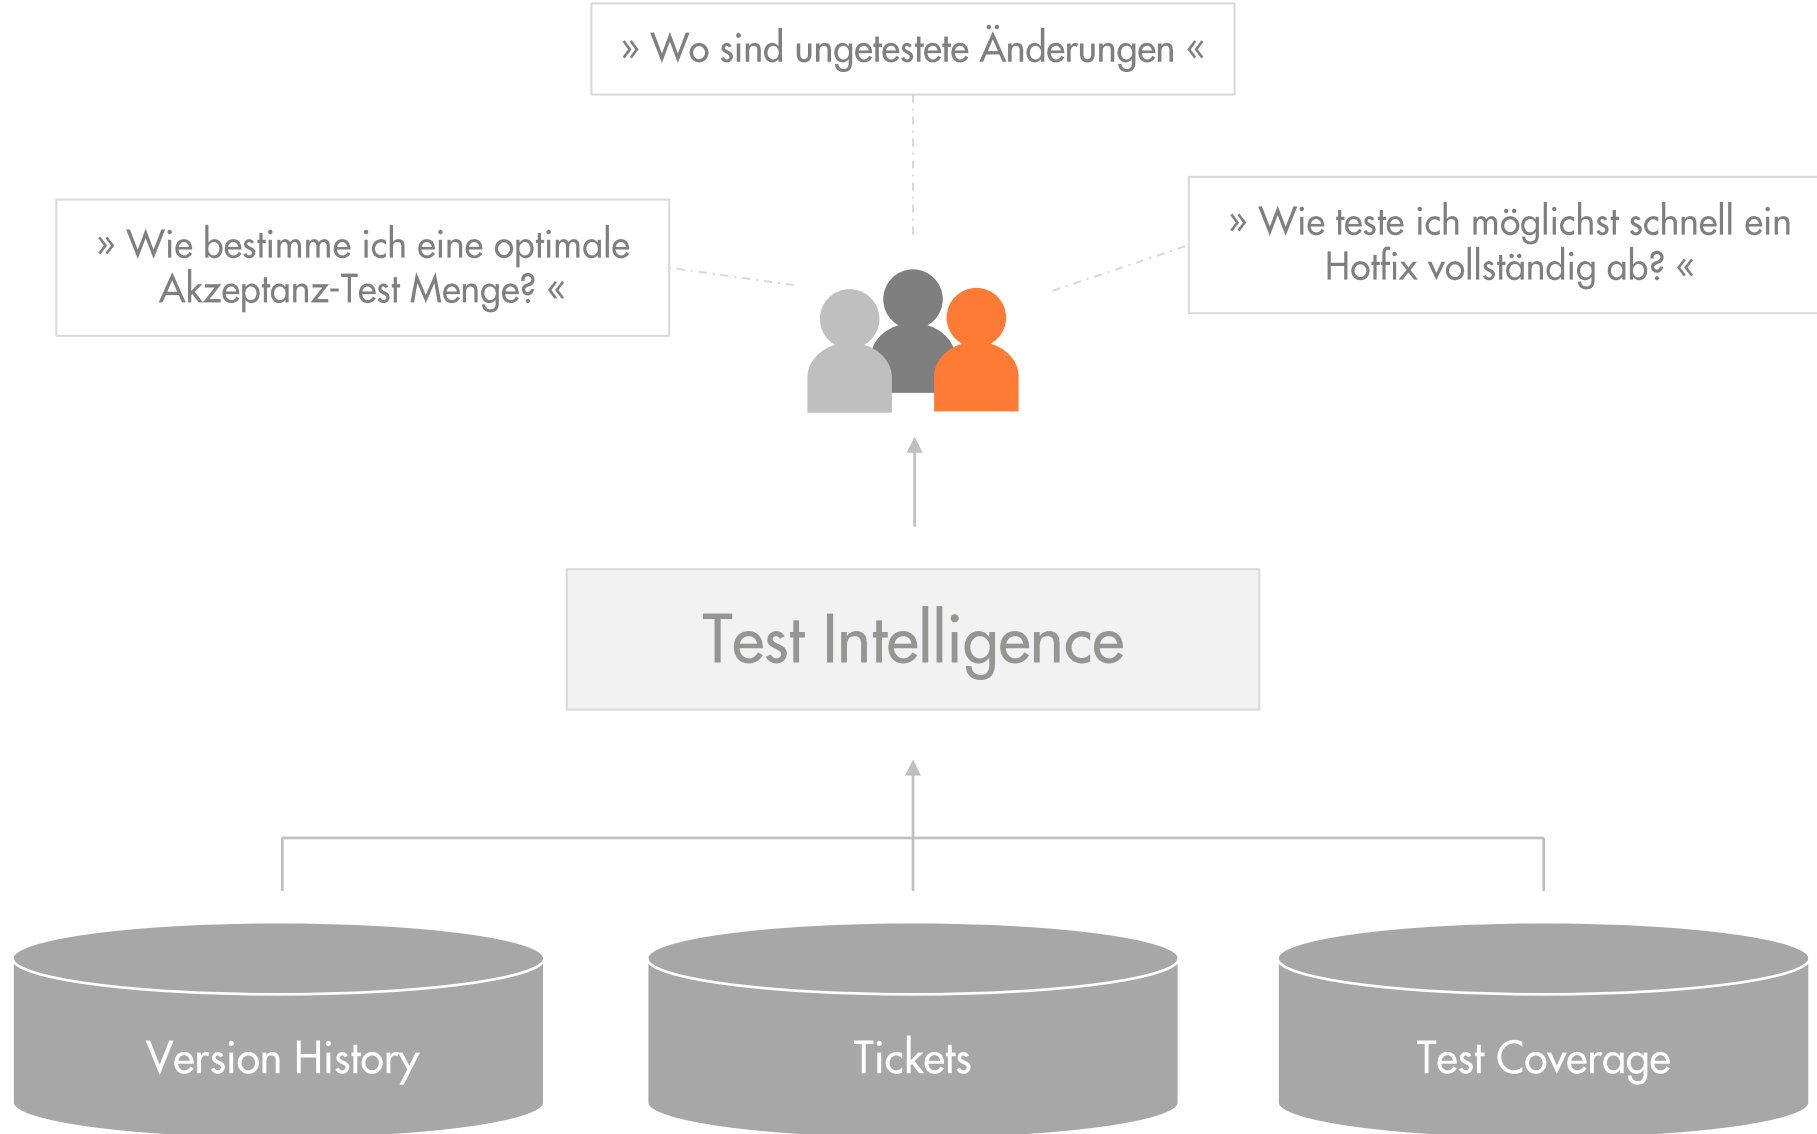 » Wo sind ungetestete Änderungen «
» Wie bestimme ich eine optimale
Akzeptanz-Test Menge? «
» Wie teste ich möglichst schnell ein
Hotfix vollständig ab? «
Test Intelligence
Version History
Tickets
Test Coverage